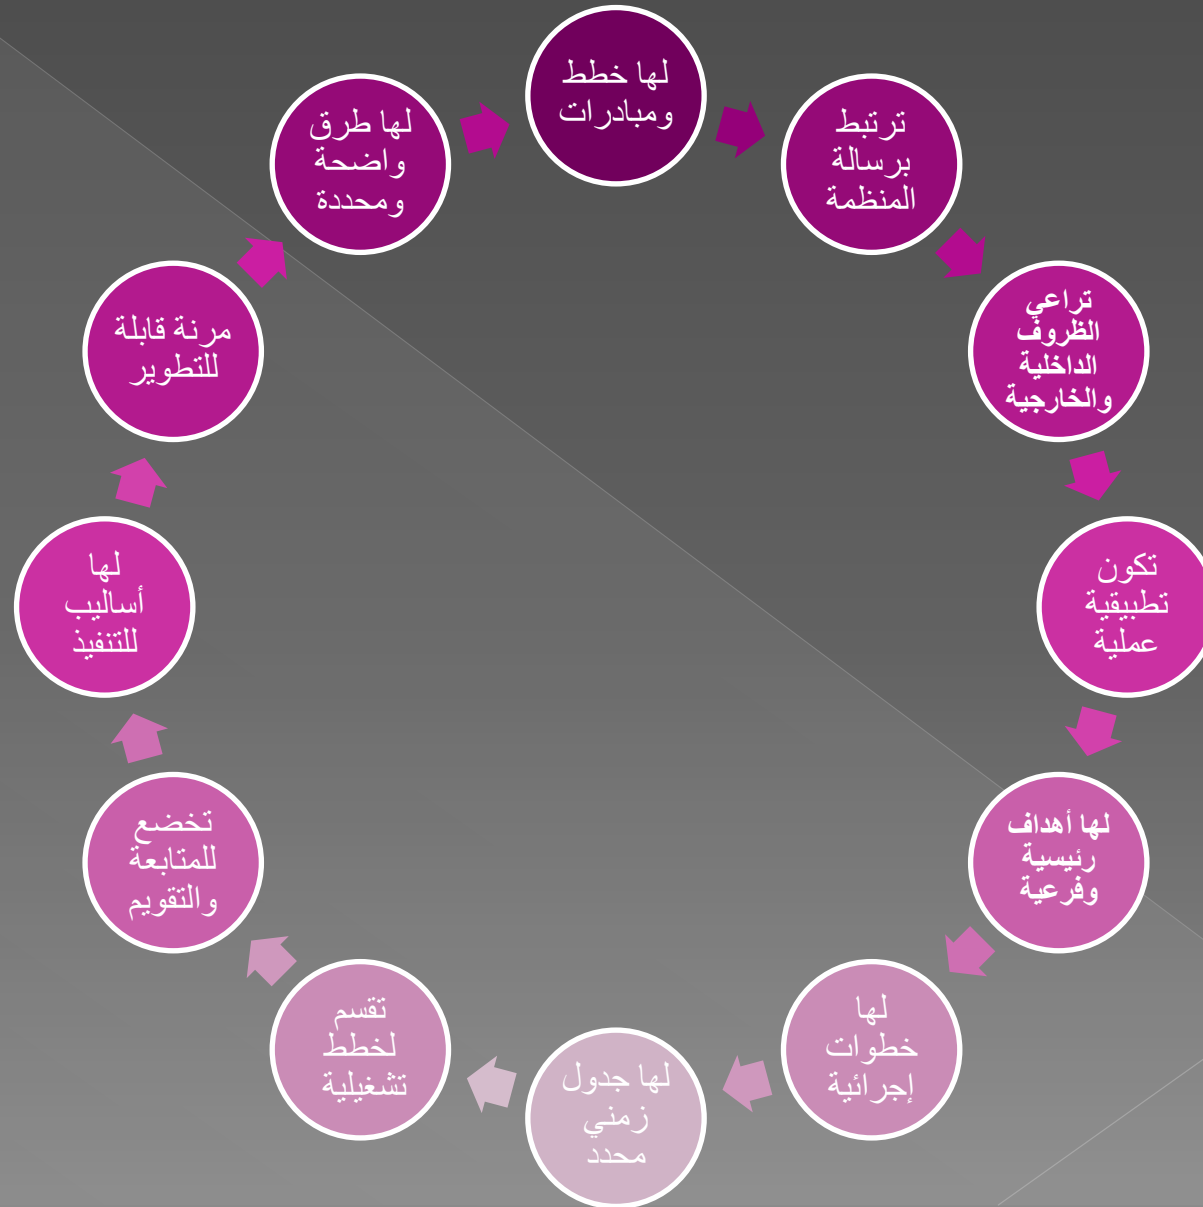 لها خطط
ومبادرات
ترتبط
برسالة
المنظمة
تراعي
الظروف
الداخلية
والخارجية
تكون
تطبيقية
عملية
لها أهداف
رئيسية
وفرعية
لها
خطوات
إجرائية
لها جدول
زمني
محدد
تقسم
لخطط
تشغيلية
تخضع
للمتابعة
والتقويم
لها
أساليب
للتنفيذ
مرنة قابلة
للتطوير
لها طرق
واضحة
ومحددة